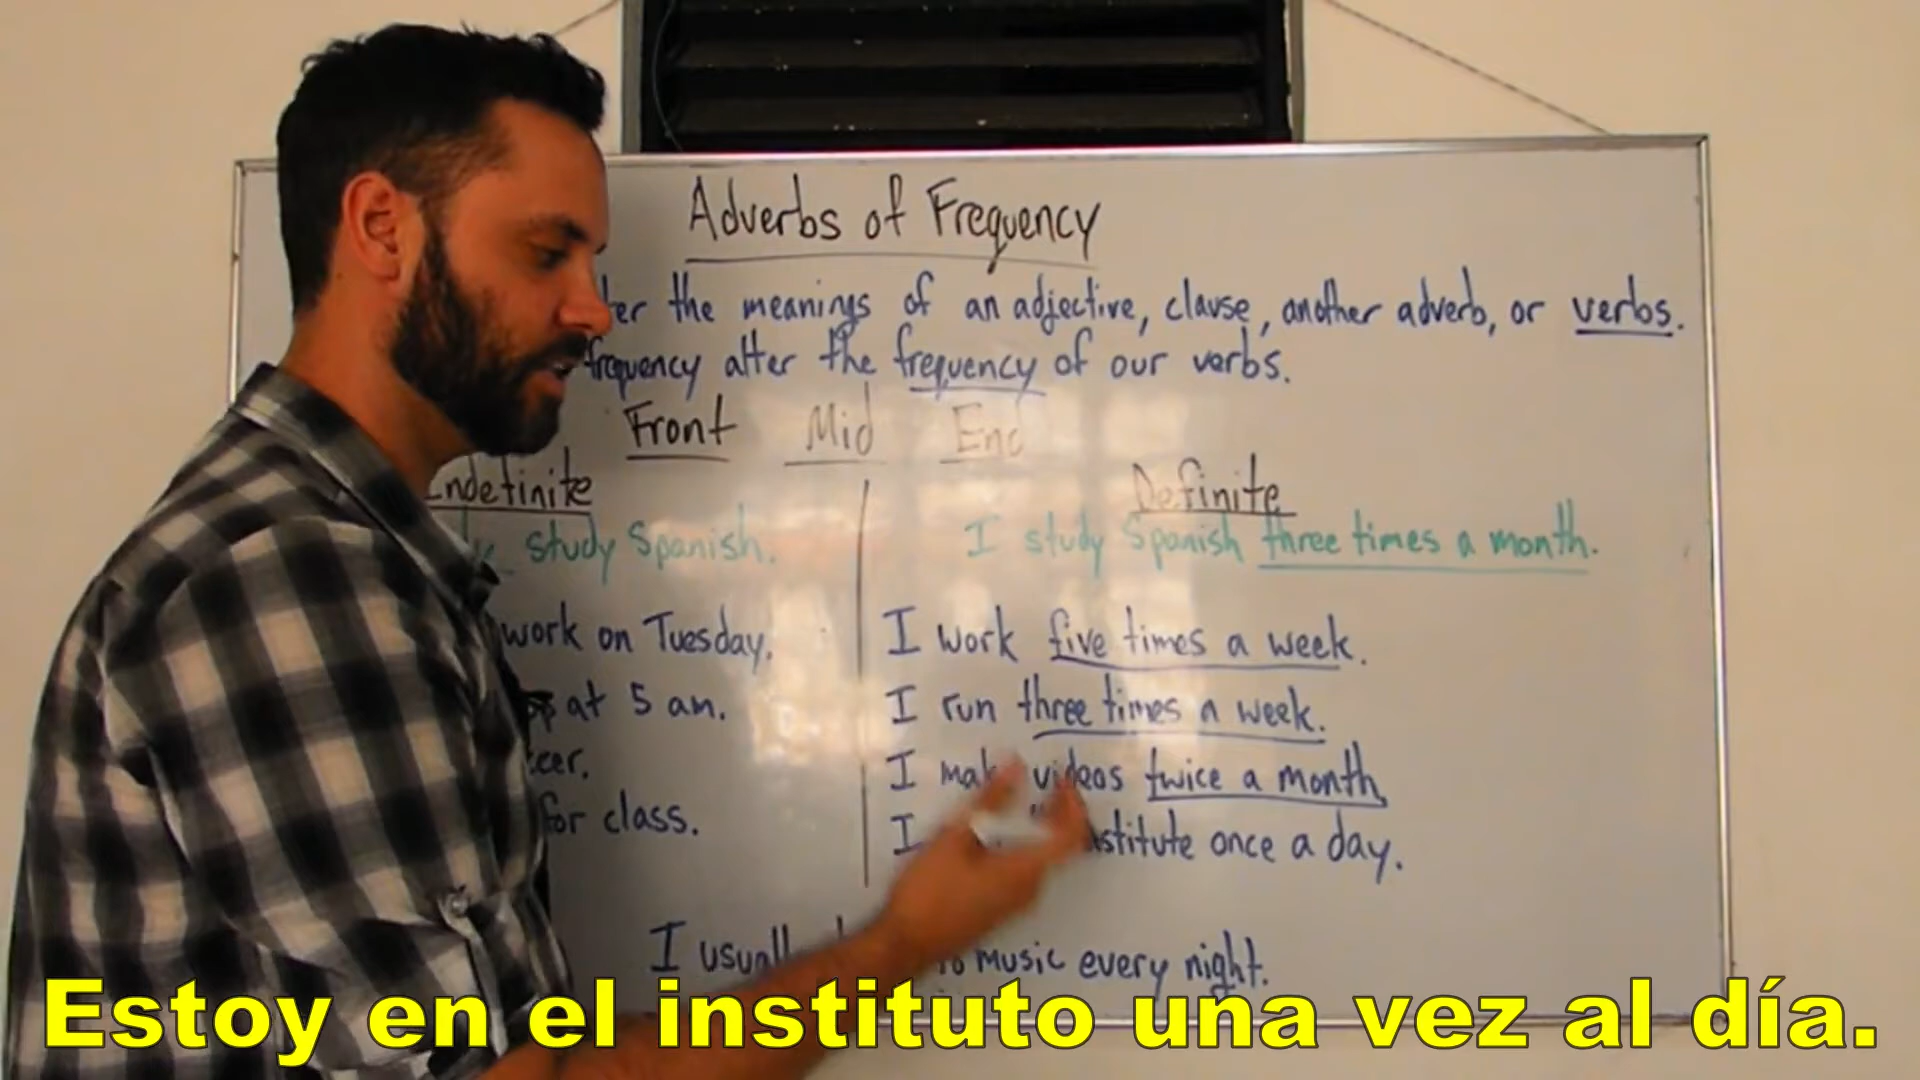 Adverbs of Frequency
ter the meanings of an adjective, clause, another adverb, or verbs.
frequency alter the frequency of our verbs.
Front Mid End
Indefinite
Definite
study Spanish.
I study Spanish three times a month.
work on Tuesday.
I work five times a week.
at 5 am.
I run three times a week.
cer.
I make videos twice a month
for class.
I stitute once a day.
I usuall to music every night.
Estoy en el instituto una vez al día.